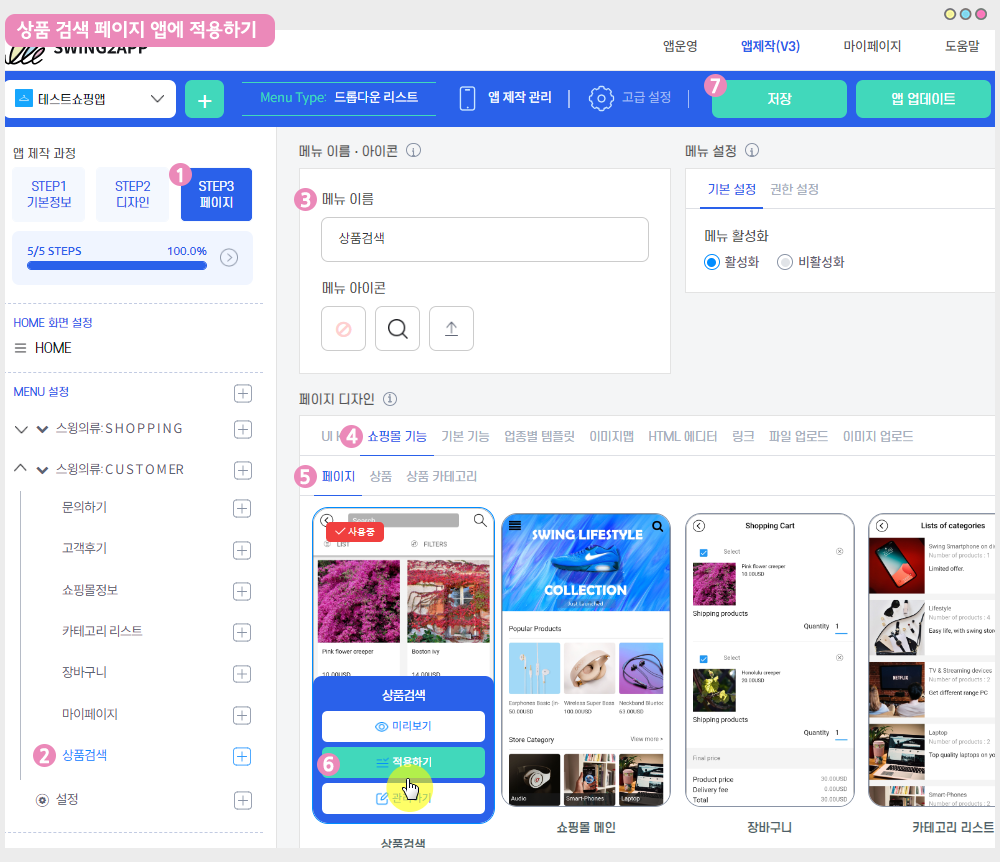 상품 검색 페이지 앱에 적용하기
SWING2APP
앱운영
앱제작(V3)
마이페이지
도움말
테스트쇼핑앱
+
Menu Type: 드롭다운 리스트
앱 제작 관리
고급 설정
7
저장
앱 업데이트
앱 제작 과정
STEP1
기본정보
STEP2
디자인
1
STEP3
페이지
5/5 STEPS
100.0%
HOME 화면 설정
HOME
MENU 설정
스윙의류:SHOPPING
스윙의류:CUSTOMER
문의하기
고객후기
쇼핑몰정보
카테고리 리스트
장바구니
마이페이지
2
상품검색
설정
메뉴 이름 · 아이콘
3
메뉴 이름
상품검색
메뉴 아이콘
메뉴 설정
기본 설정
권한 설정
메뉴 활성화
활성화
비활성화
페이지 디자인
4
쇼핑몰 기능
기본 기능
업종별 템플릿
이미지맵
HTML 에디터
링크
파일 업로드
이미지 업로드
5
페이지
상품
상품 카테고리
사용중
LIST
FILTERS
Pink flower creeper
Boston ivy
상품검색
미리보기
6
적용하기
관리하기
상품검색
SWING LIFESTYLE
COLLECTION
Just Launched
Popular Products
Earphones Basic (in-
50.00USD
Wireless Super Bass
100.00USD
Neckband Bluetoo
63.00USD
Store Category
View more
Audio
Smart-Phones
Laptop
쇼핑몰 메인
Shopping Cart
Select
Pink flower creeper
10.00USD
Shopping products
Quantity 1
Select
Honolulu creeper
20.00USD
Shopping products
Quantity 1
Final price
Product price 30.00USD
Delivery fee 0.00USD
Total 30.00USD
장바구니
Lists of categories
Swing Smartphone on di
Number of products : 1
Limited offer.
Lifestyle
Number of products : 4
Easy life, with swing store
TV & Streaming devices
Number of products : 2
Get different range PC
NETFLIX
Laptop
Number of products : 2
Top quality laptops on yo
Smart-Phones
Number of products : 2
카테고리 리스트